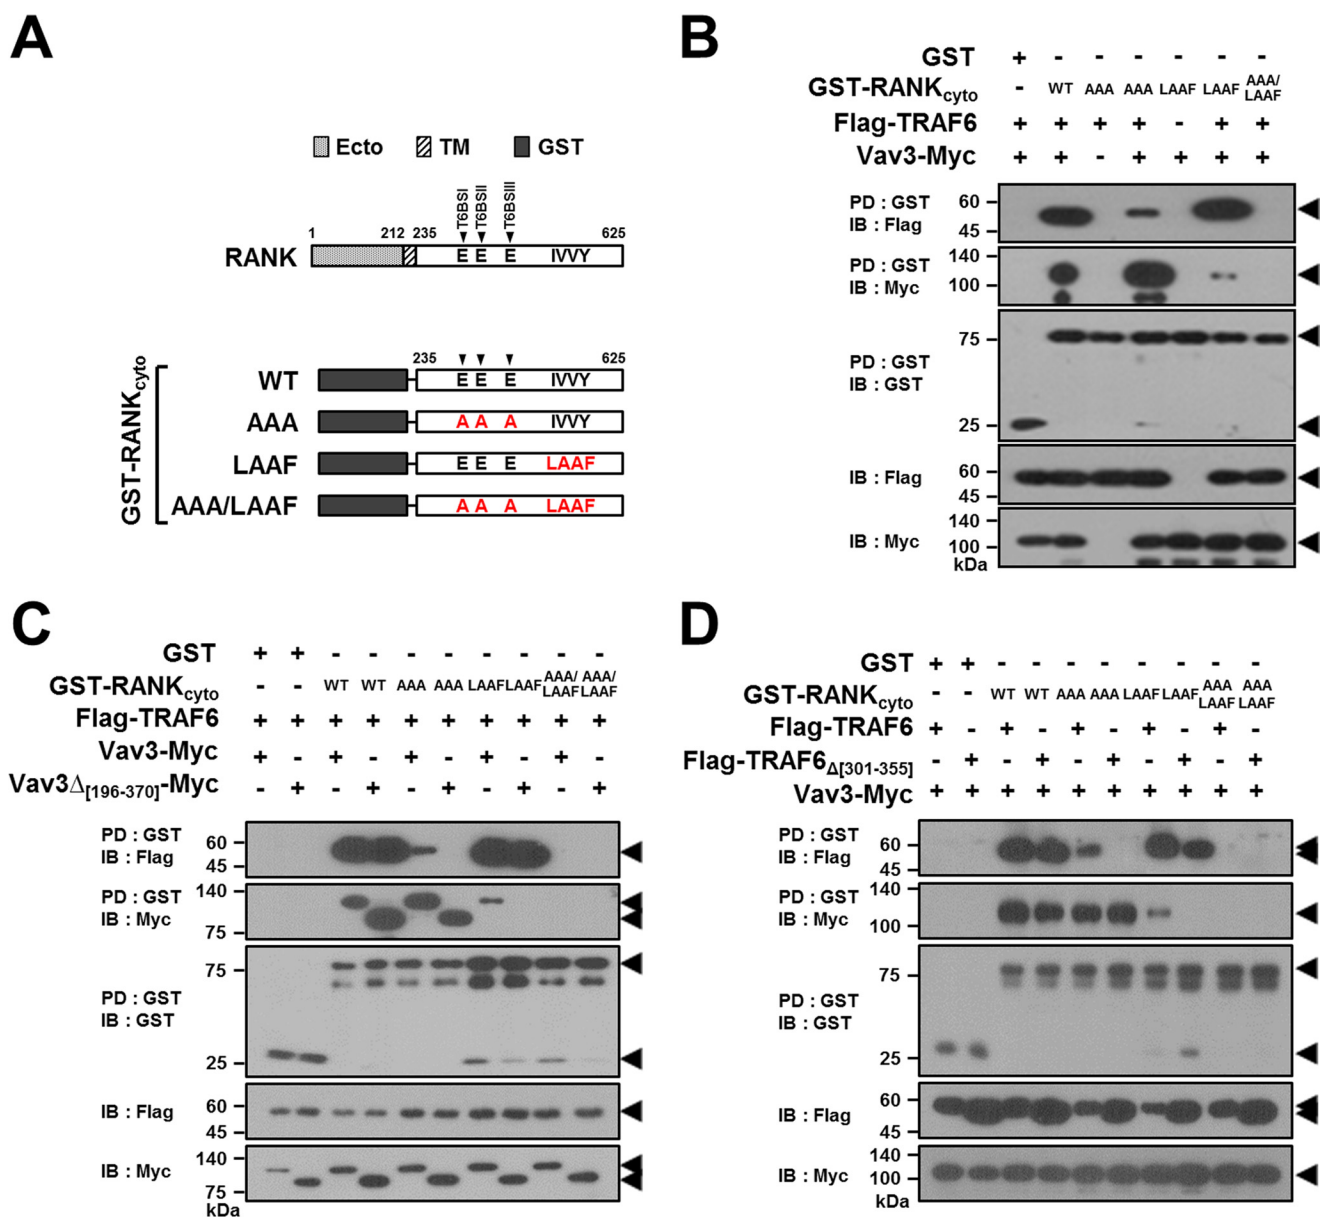 A
Ecto TM GST
T6BSI T6BSII T6BSIII
1 212 235 625
RANK E E E IVVY
GST-RANKcyto
235 625
WT E E E IVVY
AAA A A A IVVY
LAAF E E E LAAF
AAA/LAAF A A A LAAF
B
GST + - - - - - -
GST-RANKcyto - WT AAA AAA LAAF LAAF AAA/LAAF
Flag-TRAF6 + + + + - + +
Vav3-Myc + + - + + + +
PD : GST 60
IB : Flag 45
140
PD : GST
IB : Myc 100
75
PD : GST
IB : GST
25
IB : Flag 60
45
140
IB : Myc 100
kDa
C
GST + + - - - - - - - -
GST-RANKcyto - - WT WT AAA AAA LAAF LAAF AAA/LAAF AAA/LAAF
Flag-TRAF6 + + + + + + + + + +
Vav3-Myc + - + - + - + - + -
Vav3Δ[196-370]-Myc - + - + - + - + - +
PD : GST 60
IB : Flag 45
PD : GST 140
IB : Myc 75
75
PD : GST
IB : GST
25
IB : Flag 60
45
140
IB : Myc
75
kDa
D
GST + + - - - - - - - -
GST-RANKcyto - - WT WT AAA AAA LAAF LAAF AAA LAAF AAA LAAF
Flag-TRAF6 + - + - + - + - + -
Flag-TRAF6Δ[301-355] - + - + - + - + - +
Vav3-Myc + + + + + + + + + +
PD : GST 60
IB : Flag 45
PD : GST 140
IB : Myc 100
75
PD : GST
IB : GST
25
60
IB : Flag
45
140
IB : Myc 100
kDa